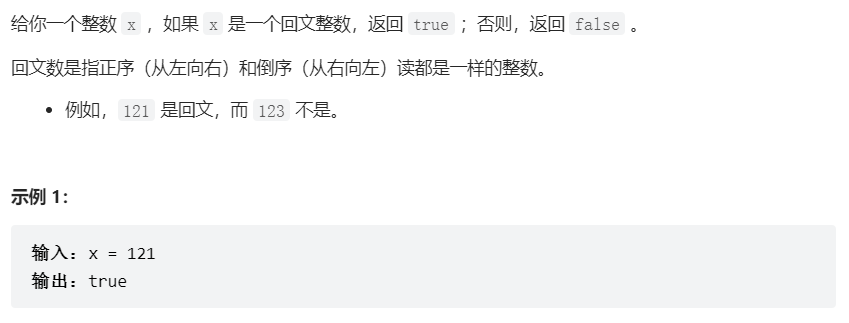 给你一个整数 x ，如果 x 是一个回文整数，返回 true ；否则，返回 false 。
回文数是指正序（从左向右）和倒序（从右向左）读都是一样的整数。
• 例如，121 是回文，而 123 不是。
示例 1：
输入：x = 121
输出：true